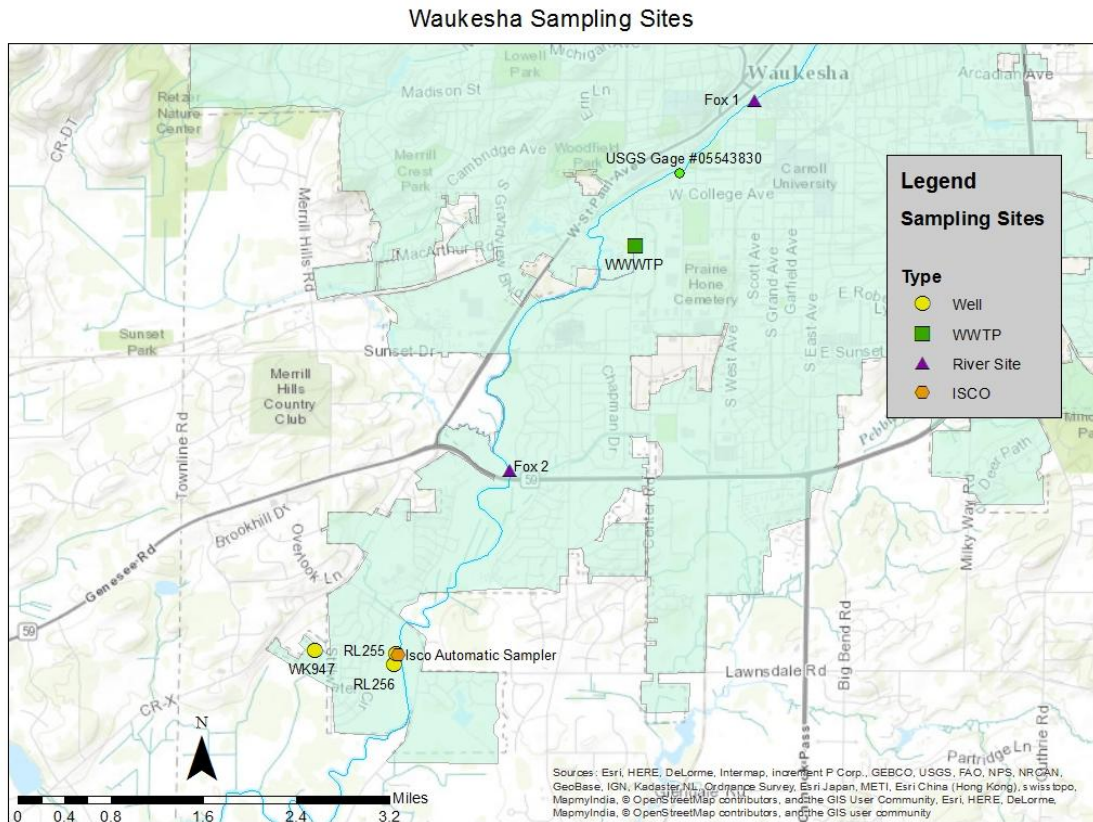 Waukesha Sampling Sites
Michigan Ave
Lowell
Park
Waukesha
Arcadian Ave
Madison St
Erin Ln
Fox 1
Retzer
Nature
Center
CR-DT
Cambridge Ave
Woodfield
Park
USGS Gage #05543830
Merrill
Crest
Park
W St Paul Ave
W College Ave
Carroll
University
Merrill Hills Rd
S Grandview Blvd
MacArthur Rd
WWWTP
Prairie
Home
Cemetery
Scott Ave
S Grand Ave
Garfield Ave
S East Ave
S West Ave
E Sunset
Sunset
Park
Sunset Dr
Merrill
Hills
Country
Club
Chapman Dr
Townline Rd
Legend
Sampling Sites
Type
Well
WWTP
River Site
ISCO
Deer Path
Fox 2
59
Center Rd
Milky Way Rd
Brookhill Dr
Overlook Ln
Genesee Rd
59
Big Bend Rd
RL255
Isco Automatic Sampler
WK947
RL256
Lawnsdale Rd
CR-X
N
Guthrie Rd
Partridge Ln
Miles
0 0.4 0.8 1.6 2.4 3.2
Sources: Esri, HERE, DeLorme, Intermap, increment P Corp., GEBCO, USGS, FAO, NPS, NRCAN,
GeoBase, IGN, Kadaster NL, Ordnance Survey, Esri Japan, METI, Esri China (Hong Kong), swisstopo,
MapmyIndia, © OpenStreetMap contributors, and the GIS User Community, Esri, HERE, DeLorme,
MapmyIndia, © OpenStreetMap contributors, and the GIS user community